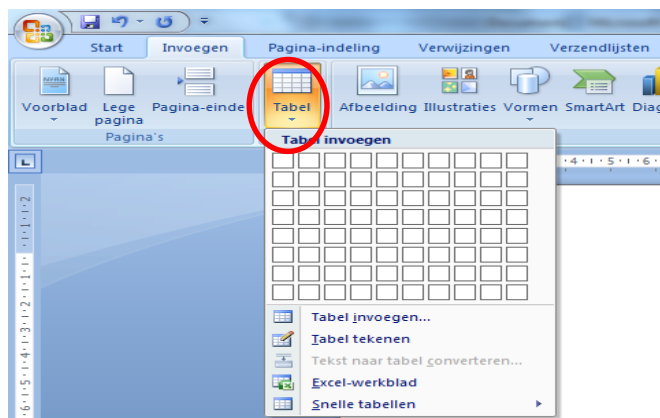 Start Invoegen Pagina-indeling Verwijzingen Verzendlijsten
Voorblad Lege pagina Pagina-einde Tabel Afbeelding Illustraties Vormen SmartArt Diag
Pagina's
Tabel invoegen
Tabel invoegen...
Tabel tekenen
Tekst naar tabel converteren...
Excel-werkblad
Snelle tabellen